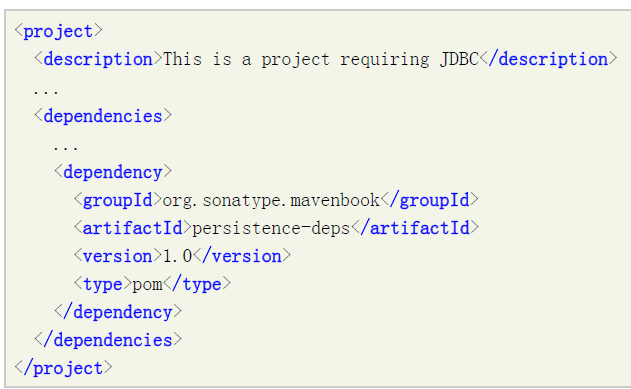 <project>
  <description>This is a project requiring JDBC</description>
  ...
  <dependencies>
    ...
    <dependency>
      <groupId>org.sonatype.mavenbook</groupId>
      <artifactId>persistence-deps</artifactId>
      <version>1.0</version>
      <type>pom</type>
    </dependency>
  </dependencies>
</project>